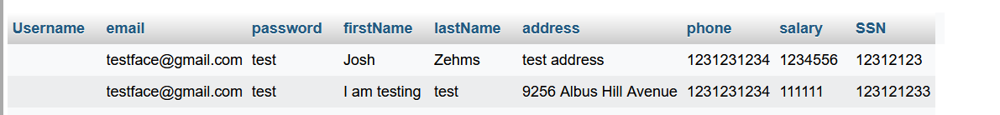 Username email password firstName lastName address phone salary SSN
testface@gmail.com test Josh Zehms test address 1231231234 1234556 12312123
testface@gmail.com test I am testing test 9256 Albus Hill Avenue 1231231234 111111 123121233